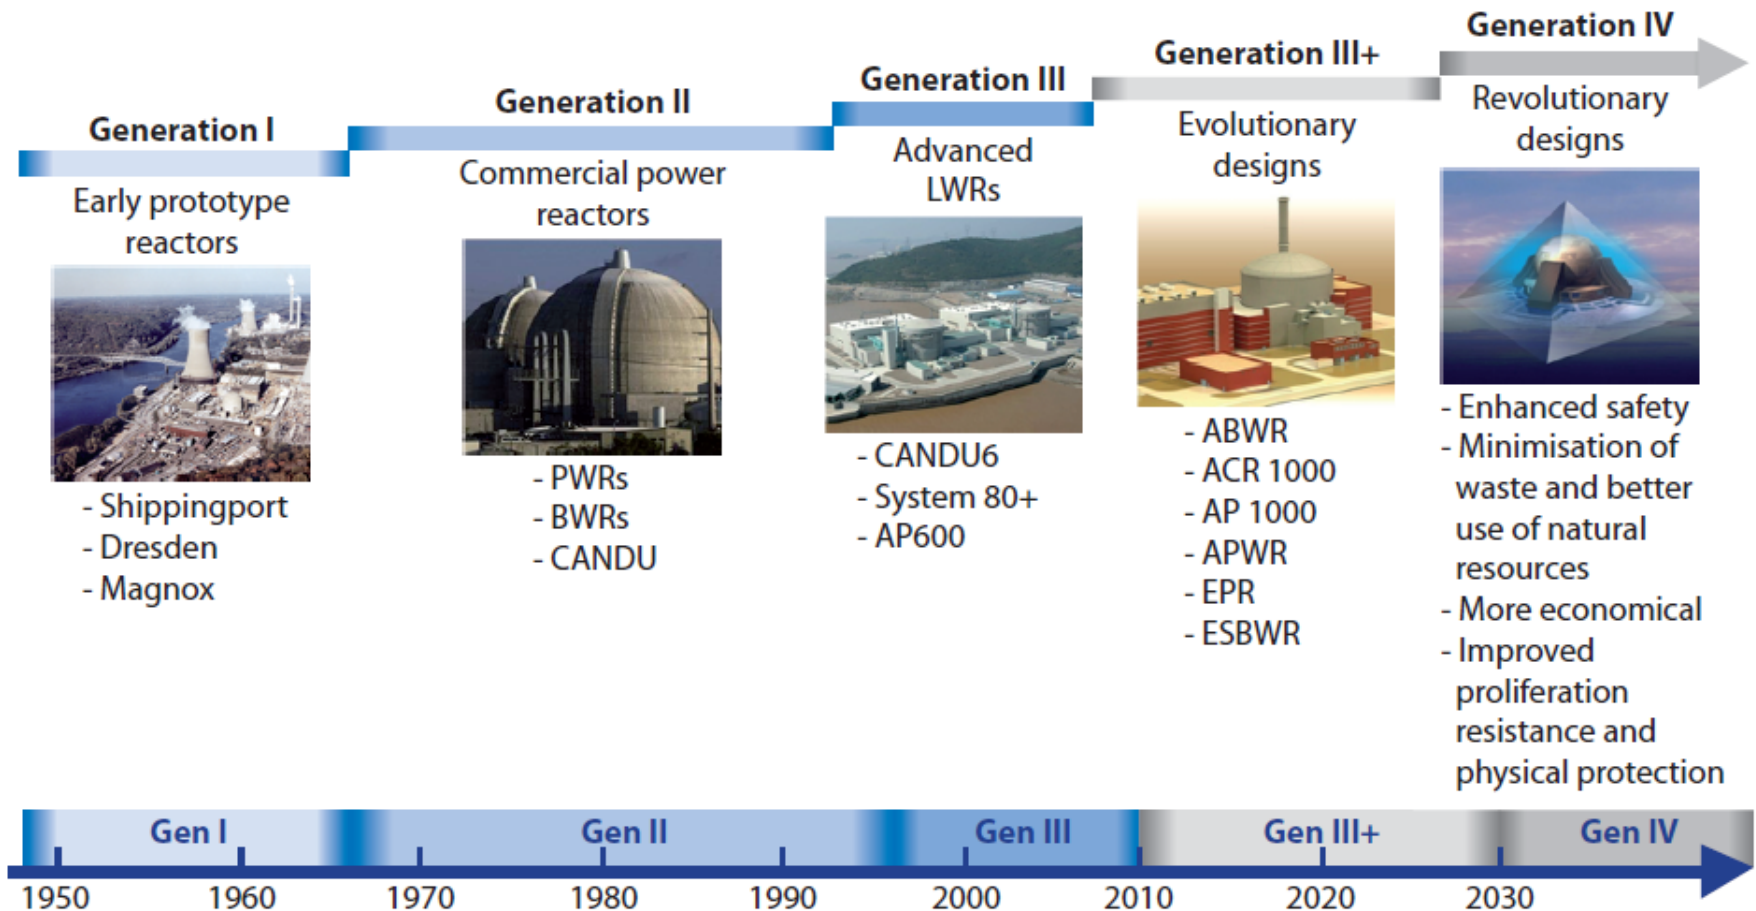 Generation I
Early prototype
reactors
- Shippingport
- Dresden
- Magnox
Generation II
Commercial power
reactors
- PWRs
- BWRs
- CANDU
Generation III
Advanced
LWRs
- CANDU6
- System 80+
- AP600
Generation III+
Evolutionary
designs
- ABWR
- ACR 1000
- AP 1000
- APWR
- EPR
- ESBWR
Generation IV
Revolutionary
designs
- Enhanced safety
- Minimisation of
waste and better
use of natural
resources
- More economical
- Improved
proliferation
resistance and
physical protection
Gen I Gen II Gen III Gen III+ Gen IV
1950 1960 1970 1980 1990 2000 2010 2020 2030